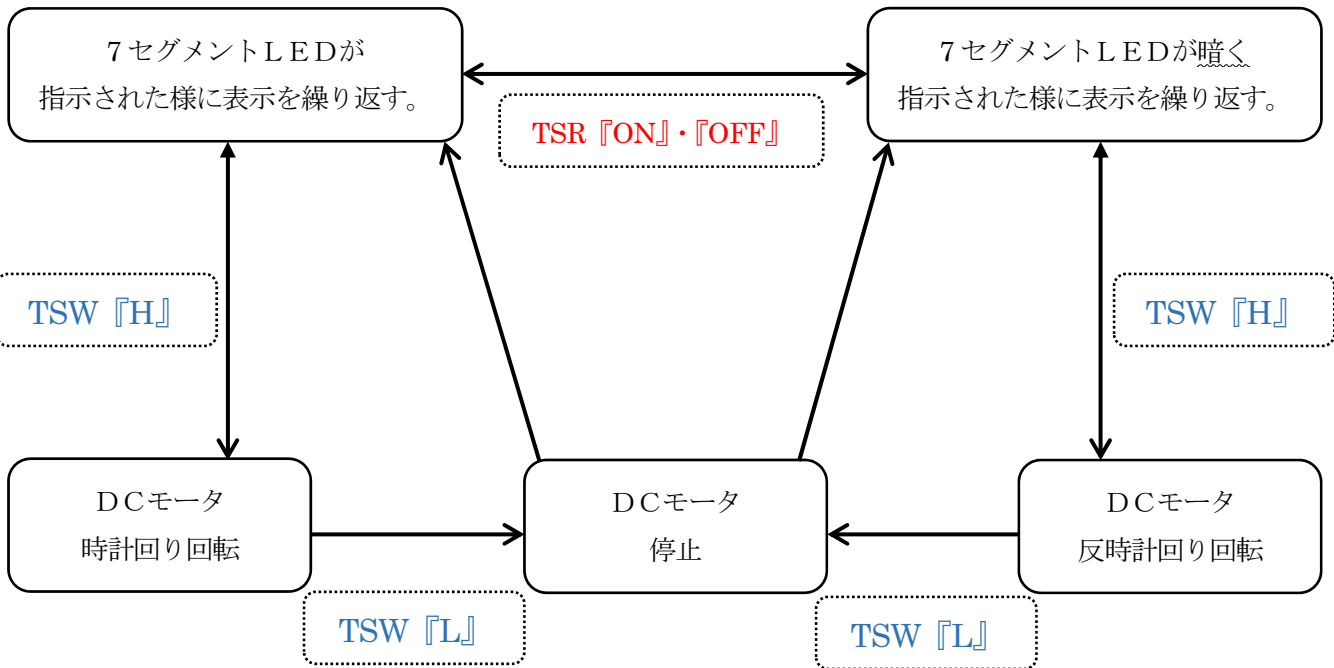 7セグメントLEDが
指示された様に表示を繰り返す。
7セグメントLEDが暗く
指示された様に表示を繰り返す。
TSR『ON』・『OFF』
TSW『H』
TSW『H』
DCモータ
時計回り回転
DCモータ
停止
DCモータ
反時計回り回転
TSW『L』
TSW『L』